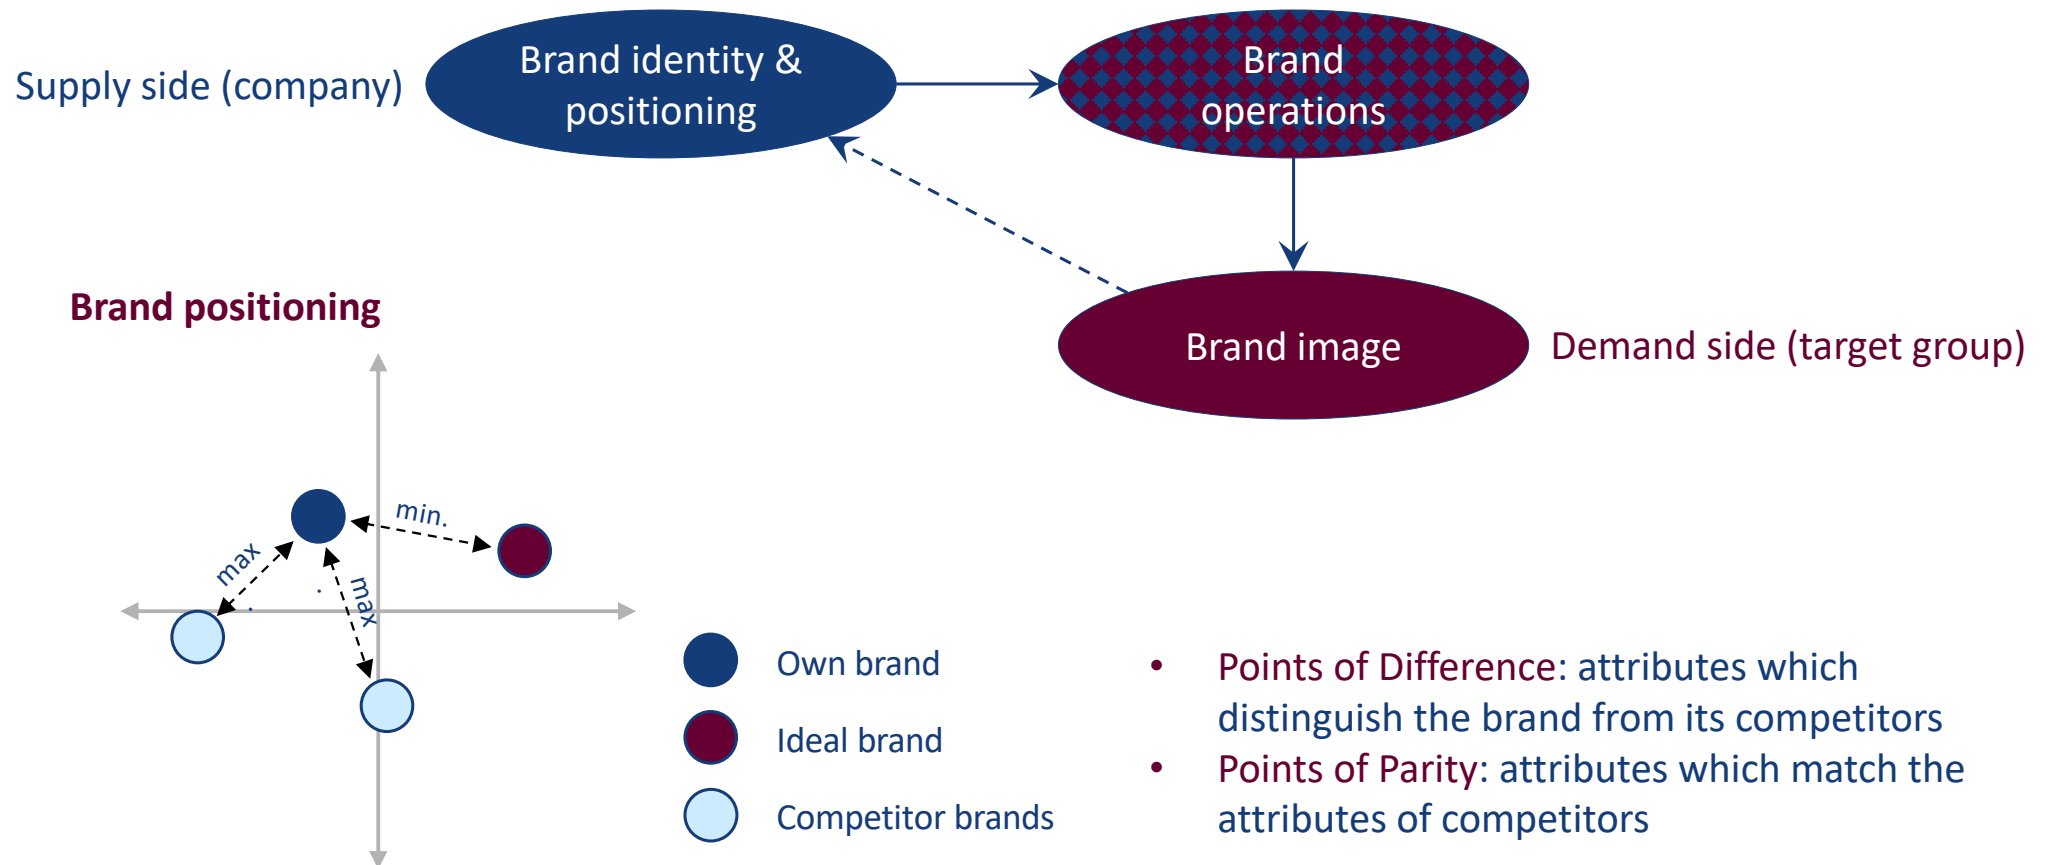 Supply side (company)
Brand identity &
positioning
Brand
operations
Brand image
Demand side (target group)
Brand positioning
min.
max
.
max
.
Own brand
Ideal brand
Competitor brands
• Points of Difference: attributes which
distinguish the brand from its competitors
• Points of Parity: attributes which match the
attributes of competitors